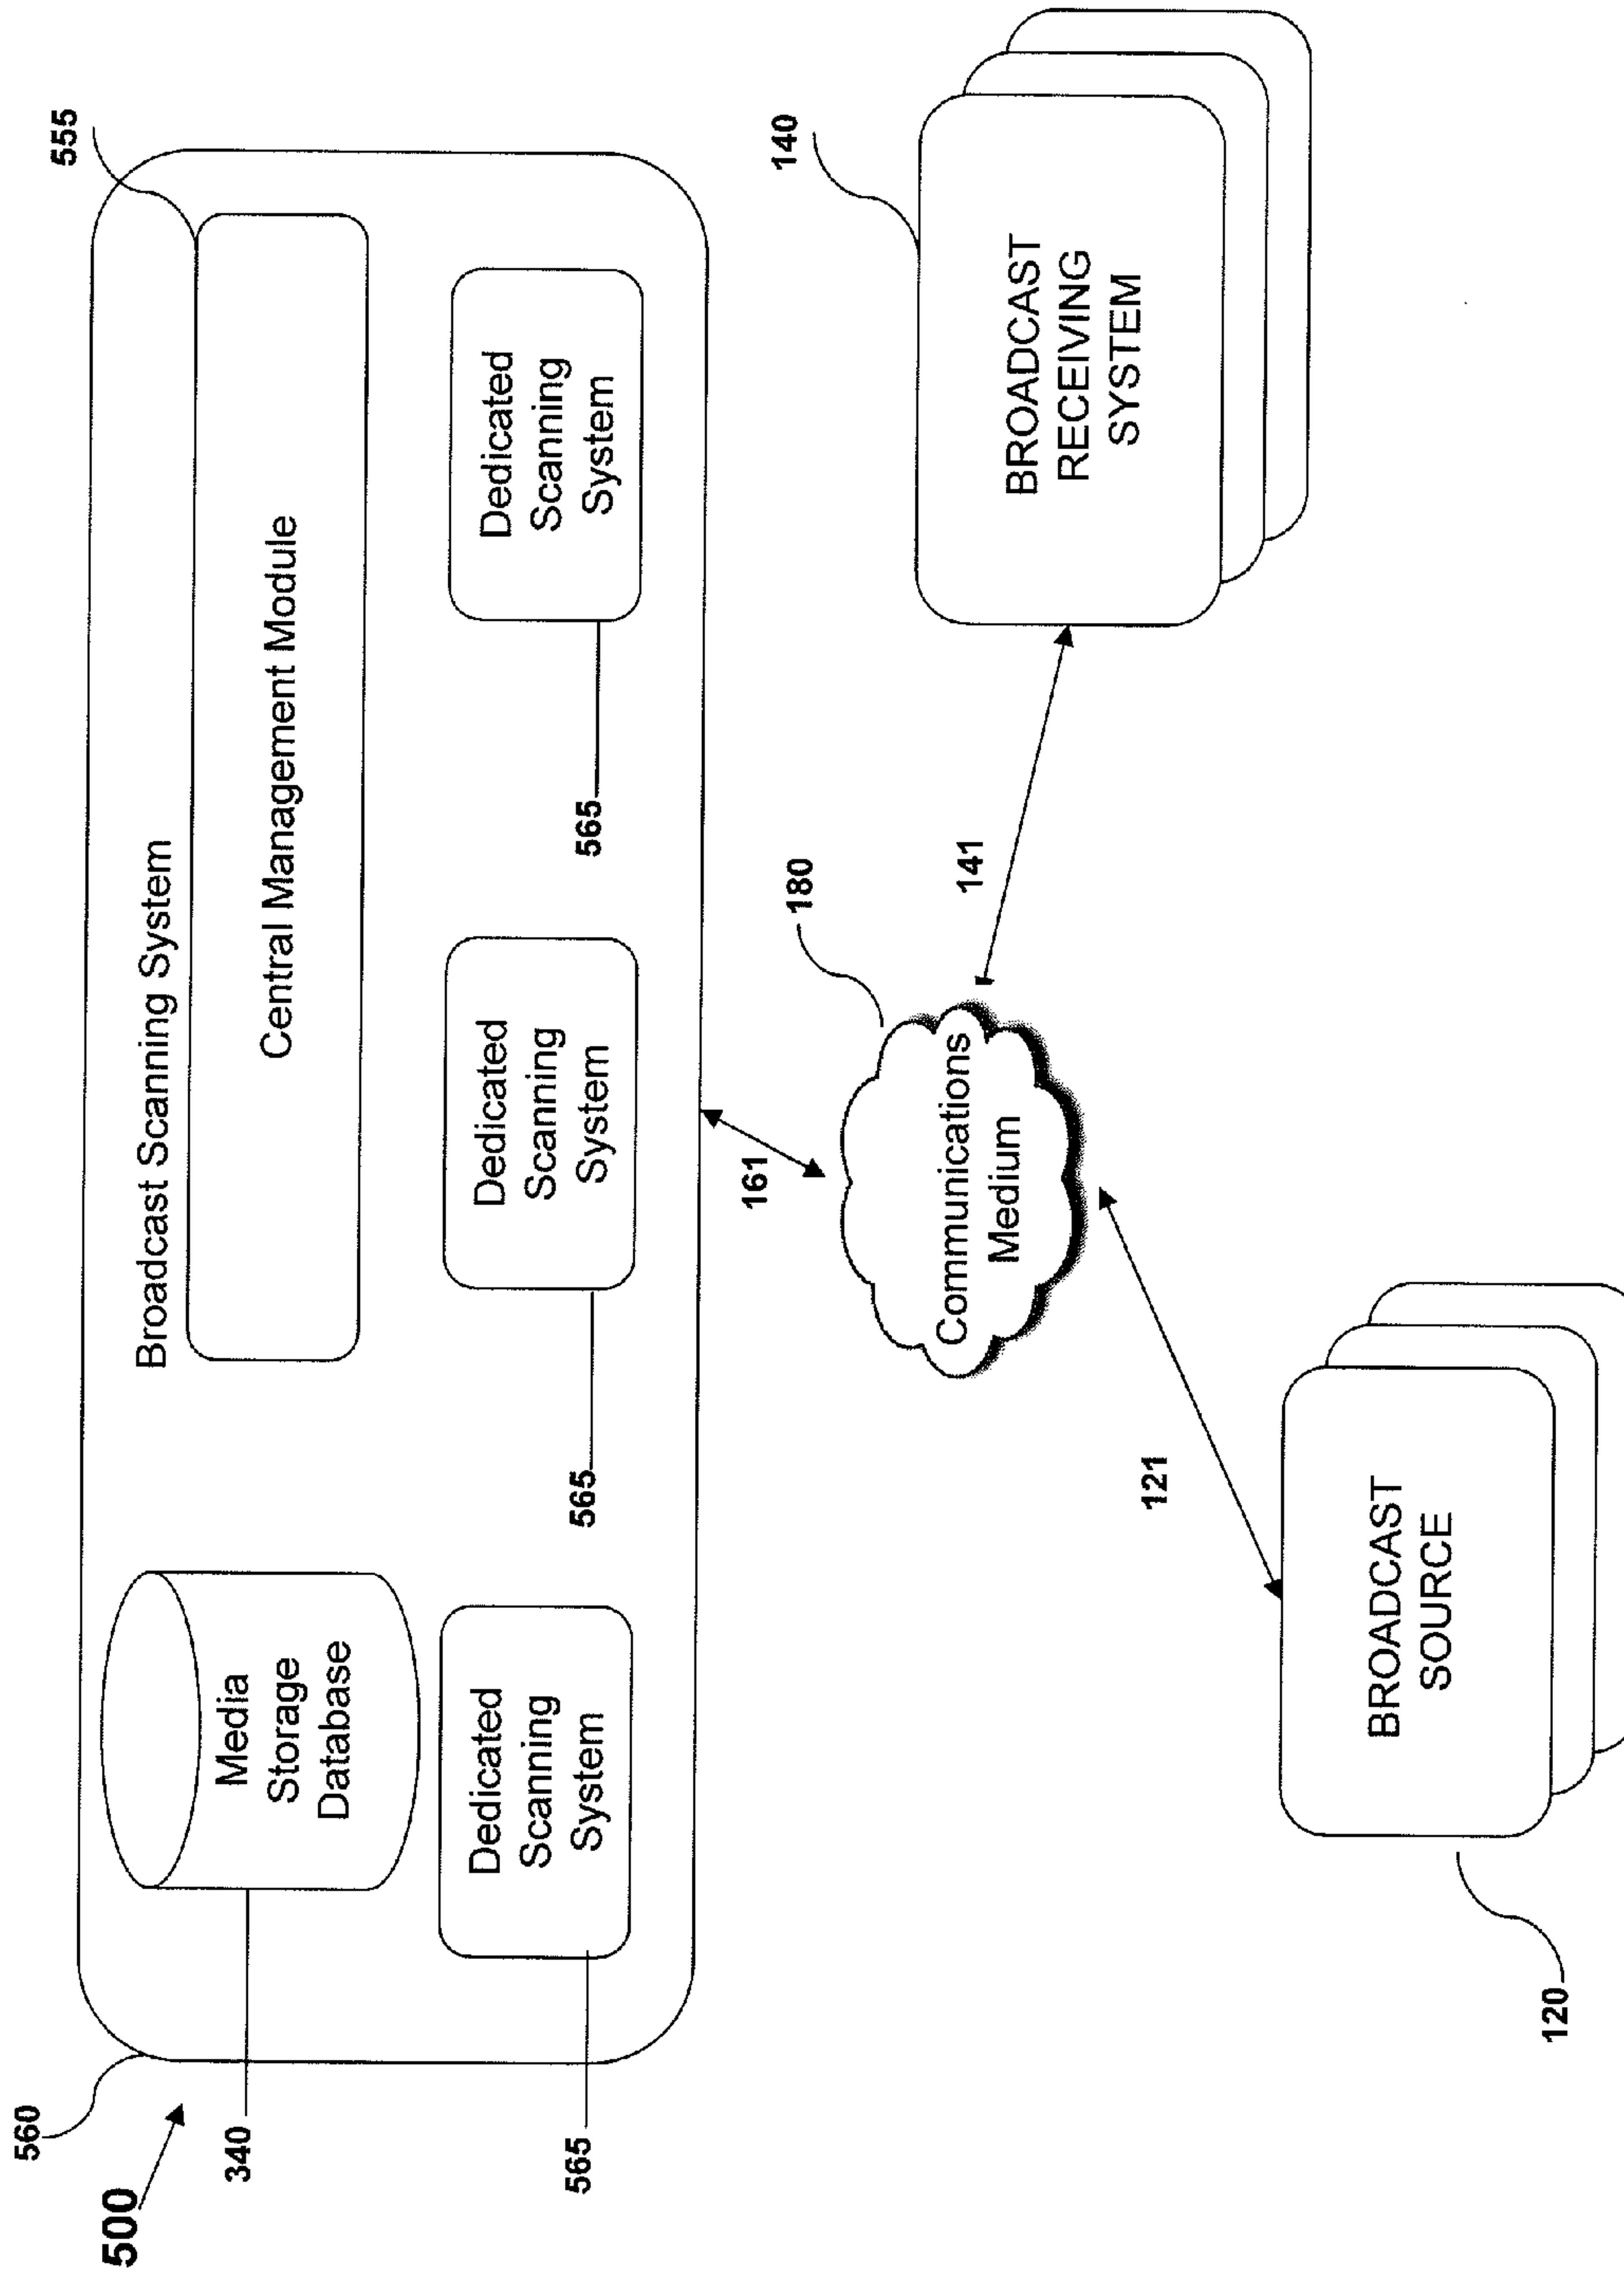 500
560
555
Broadcast Scanning System
Central Management Module
Media
Storage
Database
340
Dedicated
Scanning
System
565
Dedicated
Scanning
System
565
Dedicated
Scanning
System
565
161
180
Communications
Medium
141
140
BROADCAST
RECEIVING
SYSTEM
121
BROADCAST
SOURCE
120